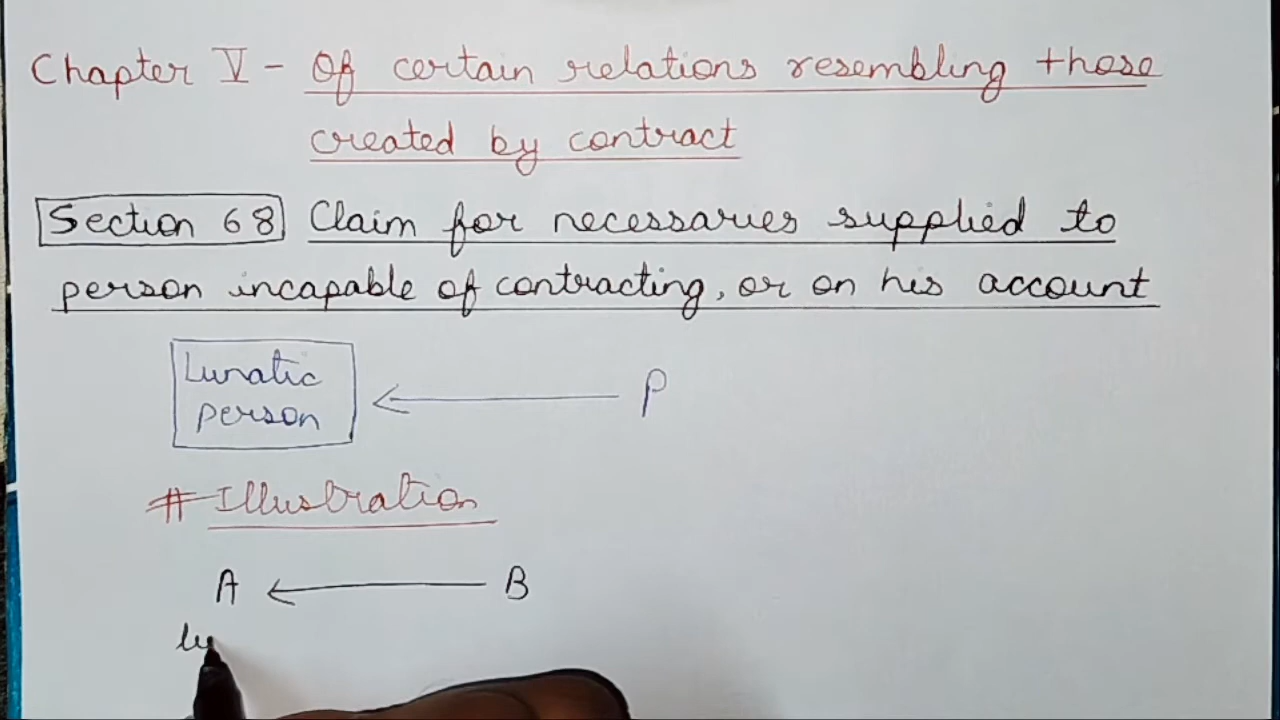 Chapter V - Of certain relations resembling those
created by contract
Section 68 Claim for necessaries supplied to
person incapable of contracting, or on his account
Lunatic
person
P
# Illustration
A B
lu